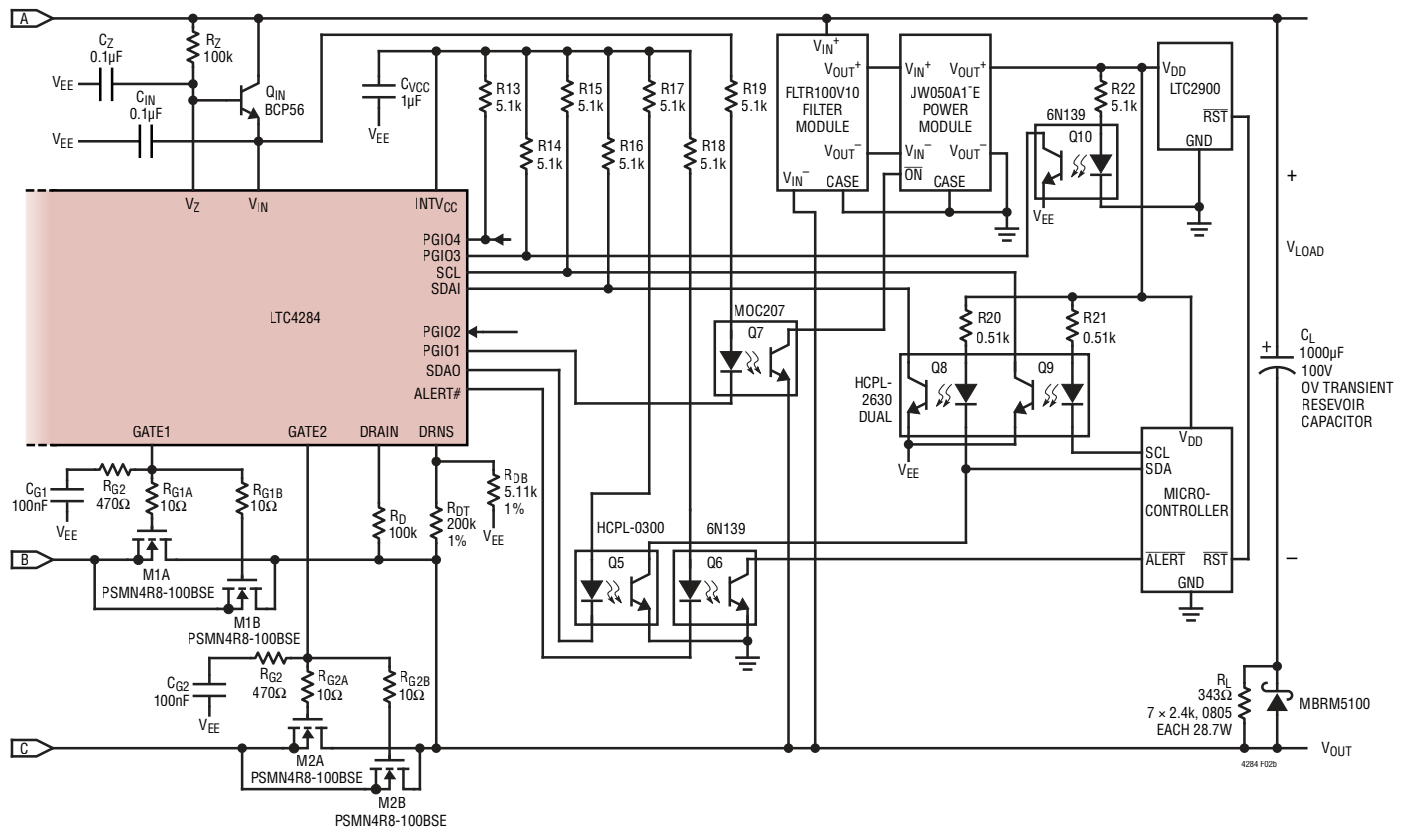 A
CZ
0.1µF
RZ
100k
VEE
CIN
0.1µF
QIN
BCP56
VEE
CVCC
1µF
VEE
R13
5.1k
R14
5.1k
R15
5.1k
R16
5.1k
R17
5.1k
R18
5.1k
R19
5.1k
VIN+
VOUT+
FLTR100V10
FILTER
MODULE
VOUT–
VIN–
CASE
VIN+
VOUT+
JW050A1-E
POWER
MODULE
VIN–
VOUT–
ON
CASE
R22
5.1k
6N139
Q10
VEE
VDD
LTC2900
RST
GND
+
VLOAD
–
VZ
VIN
INTVCC
PGIO4
PGIO3
SCL
SDAI
LTC4284
PGIO2
PGIO1
SDAO
ALERT#
GATE1
GATE2
DRAIN
DRNS
MOC207
Q7
R20
0.51k
R21
0.51k
HCPL-
2630
DUAL
Q8
Q9
VEE
+
CL
1000µF
100V
OV TRANSIENT
RESEVOIR
CAPACITOR
VDD
SCL
SDA
MICRO-
CONTROLLER
ALERT
RST
GND
CG1
100nF
VEE
RG2
470Ω
RG1A
10Ω
RG1B
10Ω
RD
100k
RDT
200k
1%
RDB
5.11k
1%
VEE
HCPL-0300
6N139
Q5
Q6
B
M1A
PSMN4R8-100BSE
M1B
PSMN4R8-100BSE
CG2
100nF
VEE
RG2
470Ω
RG2A
10Ω
RG2B
10Ω
RL
343Ω
7 × 2.4k, 0805
EACH 28.7W
MBRM5100
C
M2A
PSMN4R8-100BSE
M2B
PSMN4R8-100BSE
VOUT
4284 F02b